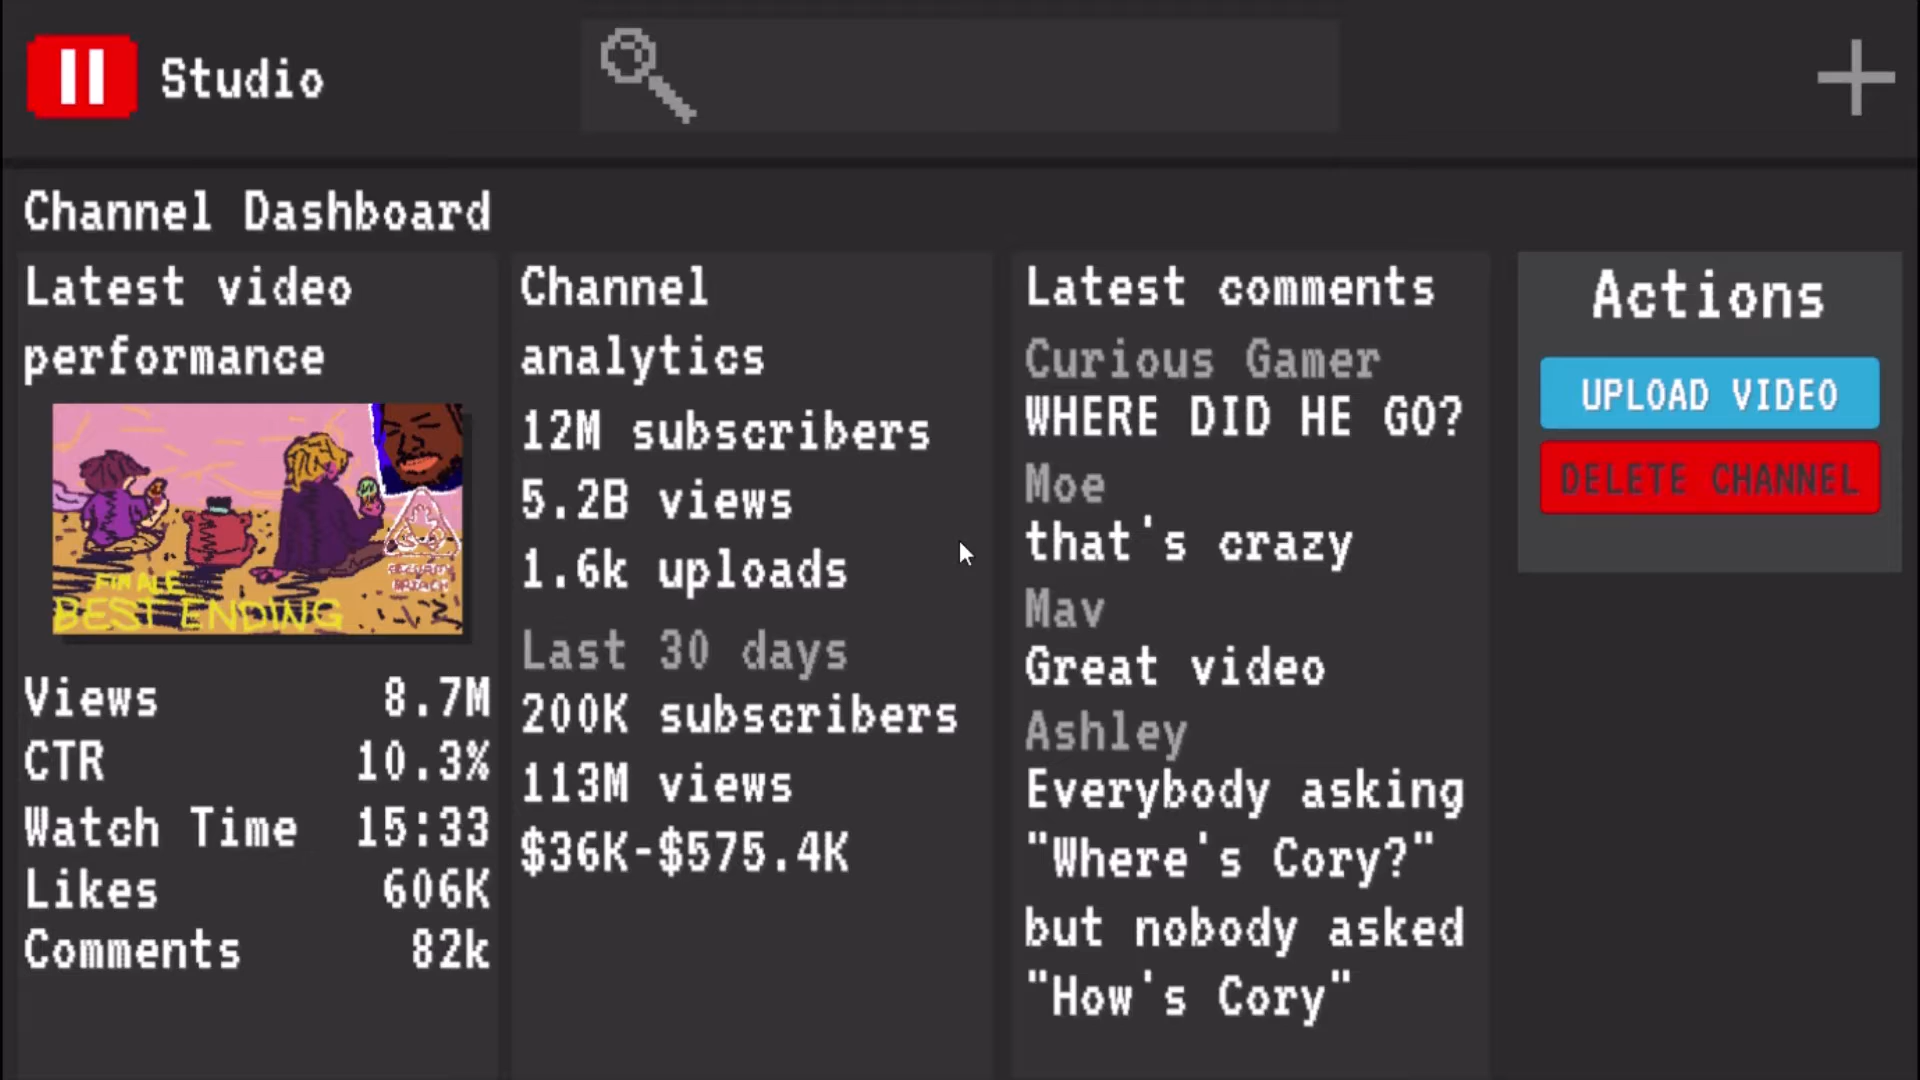 Studio
Channel Dashboard
Latest video
performance
FINALE
BEST ENDING
Views 8.7M
CTR 10.3%
Watch Time 15:33
Likes 606K
Comments 82k
Channel
analytics
12M subscribers
5.2B views
1.6k uploads
Last 30 days
200K subscribers
113M views
$36K-$575.4K
Latest comments
Curious Gamer
WHERE DID HE GO?
Moe
that's crazy
Mav
Great video
Ashley
Everybody asking
"Where's Cory?"
but nobody asked
"How's Cory"
Actions
UPLOAD VIDEO
DELETE CHANNEL